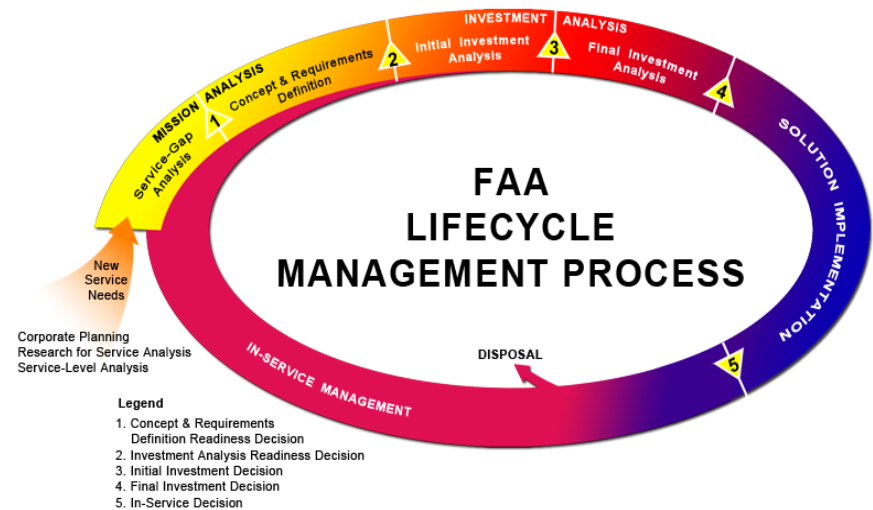 MISSION ANALYSIS
Service-Gap
Analysis
1
Concept & Requirements
Definition
2
INVESTMENT ANALYSIS
Initial Investment
Analysis
3
Final Investment
Analysis
4
SOLUTION IMPLEMENTATION
5
FAA
LIFECYCLE
MANAGEMENT PROCESS
New
Service
Needs
Corporate Planning
Research for Service Analysis
Service-Level Analysis
IN-SERVICE MANAGEMENT
DISPOSAL
Legend
1. Concept & Requirements
Definition Readiness Decision
2. Investment Analysis Readiness Decision
3. Initial Investment Decision
4. Final Investment Decision
5. In-Service Decision